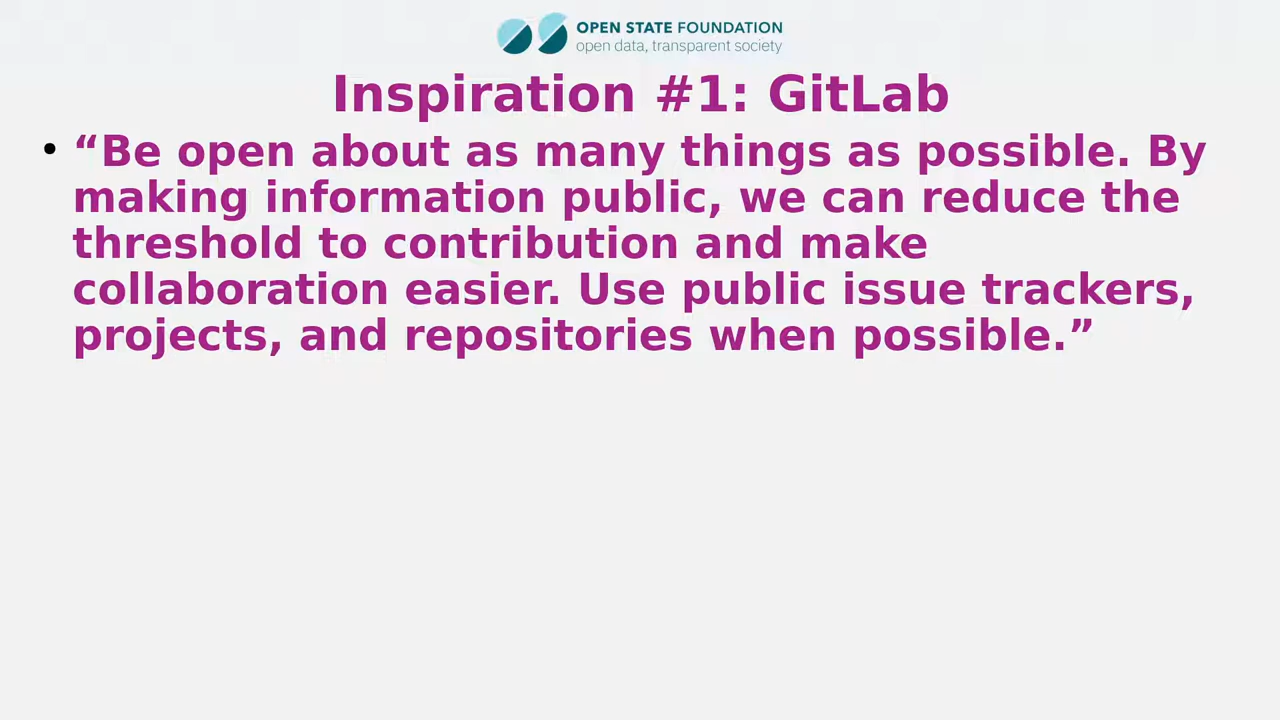 OPEN STATE FOUNDATION
open data, transparent society
Inspiration #1: GitLab
• “Be open about as many things as possible. By
making information public, we can reduce the
threshold to contribution and make
collaboration easier. Use public issue trackers,
projects, and repositories when possible.”